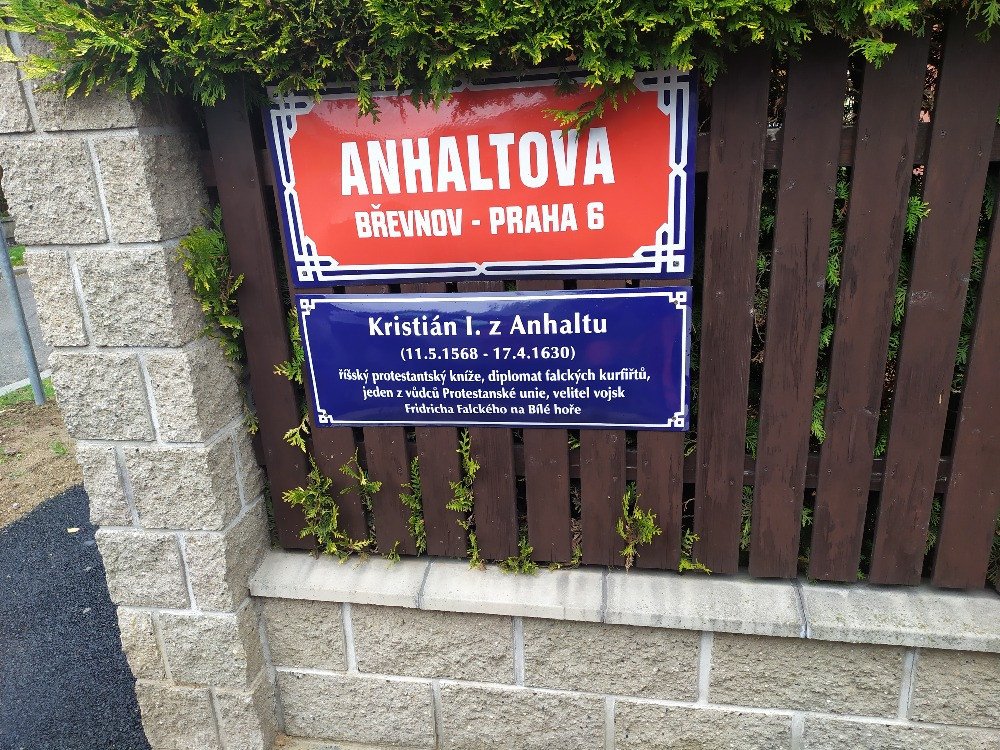 ANHALTOVA
BŘEVNOV - PRAHA 6
Kristián I. z Anhaltu
(11.5.1568 - 17.4.1630)
říšský protestantský kníže, diplomat falckých kurfiřtů,
jeden z vůdců Protestanské unie, velitel vojsk
Fridricha Falckého na Bílé hoře